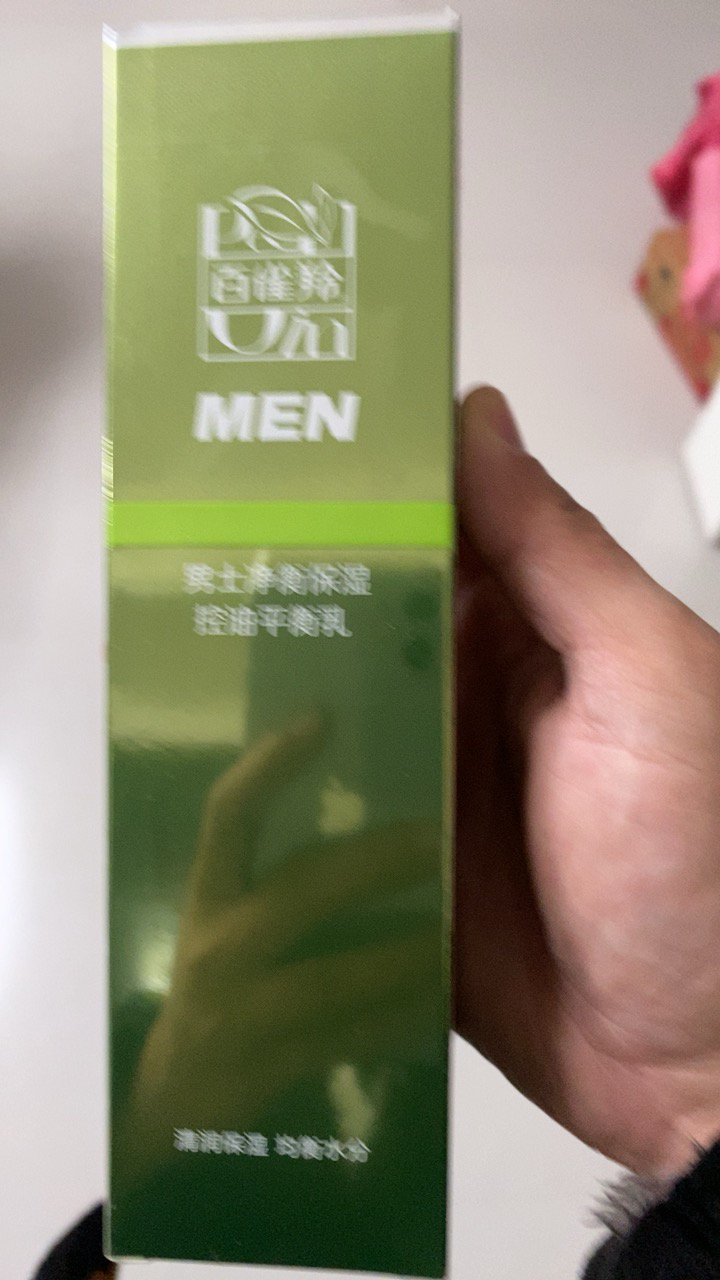 百雀羚
MEN
男士净衡保湿
控油平衡乳
清润保湿 均衡水分